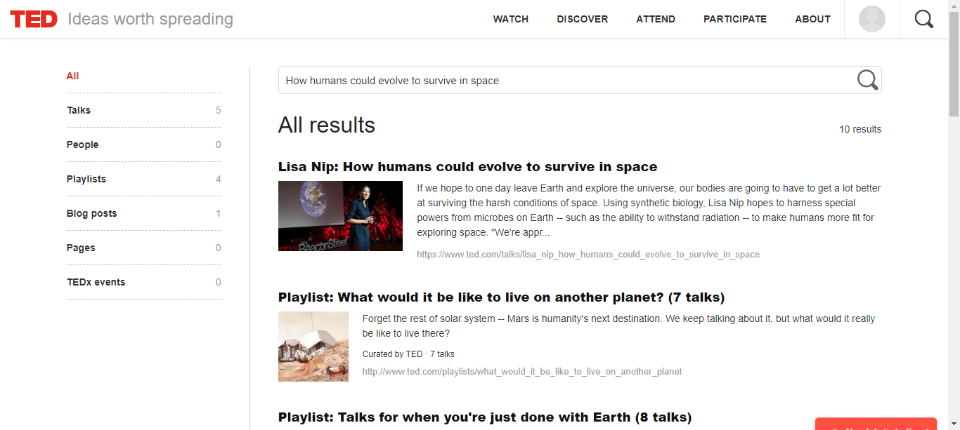 TED Ideas worth spreading
WATCH DISCOVER ATTEND PARTICIPATE ABOUT
All
Talks 5
People 0
Playlists 4
Blog posts 1
Pages 0
TEDx events 0
How humans could evolve to survive in space
All results
10 results
Lisa Nip: How humans could evolve to survive in space
BeaconStreet
If we hope to one day leave Earth and explore the universe, our bodies are going to have to get a lot better
at surviving the harsh conditions of space. Using synthetic biology, Lisa Nip hopes to harness special
powers from microbes on Earth -- such as the ability to withstand radiation -- to make humans more fit for
exploring space. "We're appr...
https://www.ted.com/talks/lisa_nip_how_humans_could_evolve_to_survive_in_space
Playlist: What would it be like to live on another planet? (7 talks)
Forget the rest of solar system -- Mars is humanity's next destination. We keep talking about it, but what would it really
be like to live there?
Curated by TED · 7 talks
http://www.ted.com/playlists/what_would_it_be_like_to_live_on_another_planet
Playlist: Talks for when you're just done with Earth (8 talks)